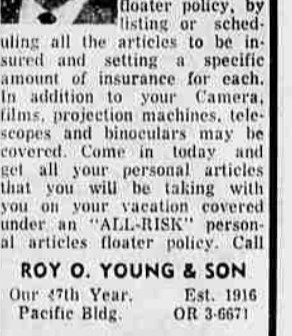 floater policy, by
listing or sched-
uling all the articles to be in-
sured and setting a specific
amount of insurance for each.
In addition to your Camera,
films, projection machines, tele-
scopes and binoculars may be
covered. Come in today and
get all your personal articles
that you will be taking with
you on your vacation covered
under an "ALL-RISK" person-
al articles floater policy. Call
ROY O. YOUNG & SON
Our 47th Year. Est. 1916
Pacific Bldg. OR 3-6671